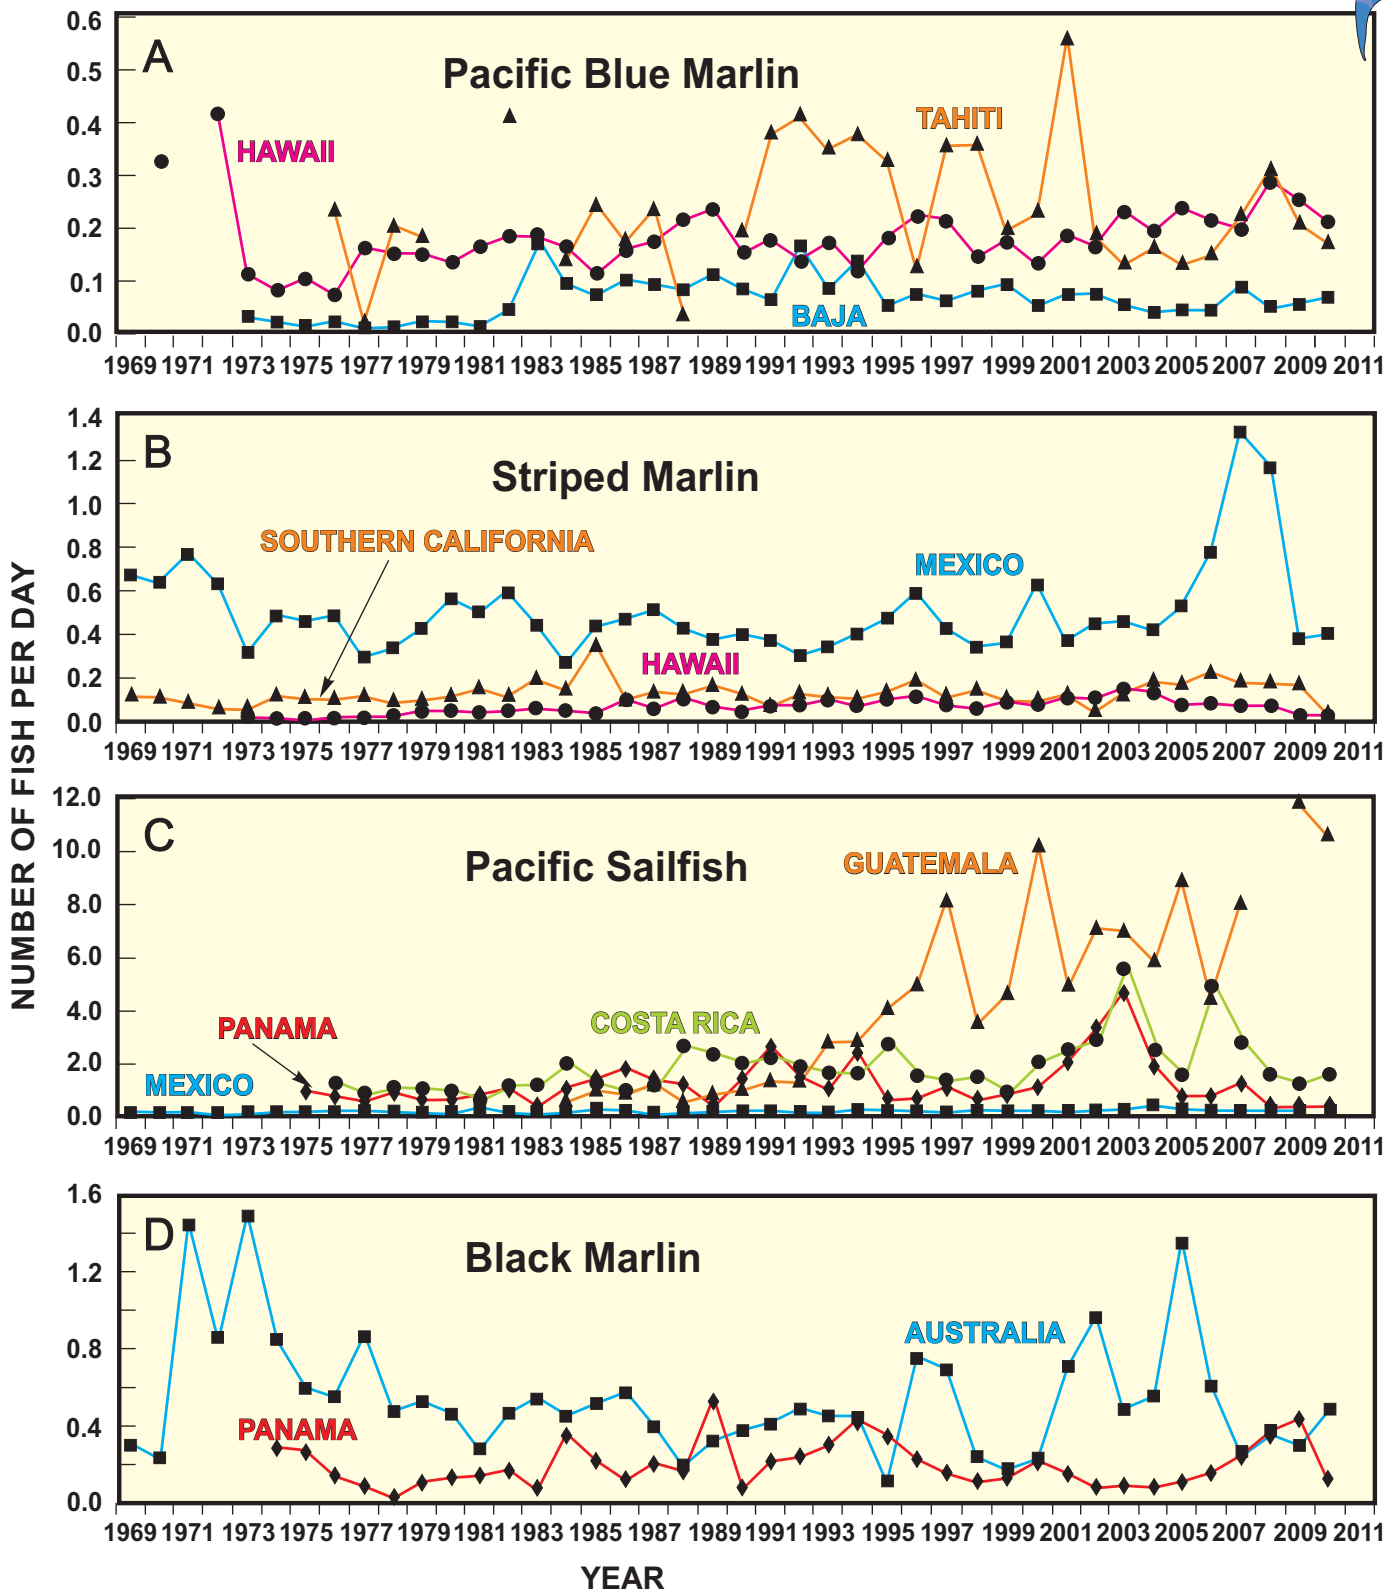 NUMBER OF FISH PER DAY
A
Pacific Blue Marlin
0.6
0.5
0.4
0.3
0.2
0.1
0.0
HAWAII
TAHITI
BAJA
1969 1971 1973 1975 1977 1979 1981 1983 1985 1987 1989 1991 1993 1995 1997 1999 2001 2003 2005 2007 2009 2011
B
Striped Marlin
1.4
1.2
1.0
0.8
0.6
0.4
0.2
0.0
SOUTHERN CALIFORNIA
MEXICO
HAWAII
1969 1971 1973 1975 1977 1979 1981 1983 1985 1987 1989 1991 1993 1995 1997 1999 2001 2003 2005 2007 2009 2011
C
Pacific Sailfish
12.0
10.0
8.0
6.0
4.0
2.0
0.0
GUATEMALA
PANAMA
COSTA RICA
MEXICO
1969 1971 1973 1975 1977 1979 1981 1983 1985 1987 1989 1991 1993 1995 1997 1999 2001 2003 2005 2007 2009 2011
D
Black Marlin
1.6
1.2
0.8
0.4
0.0
AUSTRALIA
PANAMA
1969 1971 1973 1975 1977 1979 1981 1983 1985 1987 1989 1991 1993 1995 1997 1999 2001 2003 2005 2007 2009 2011
YEAR